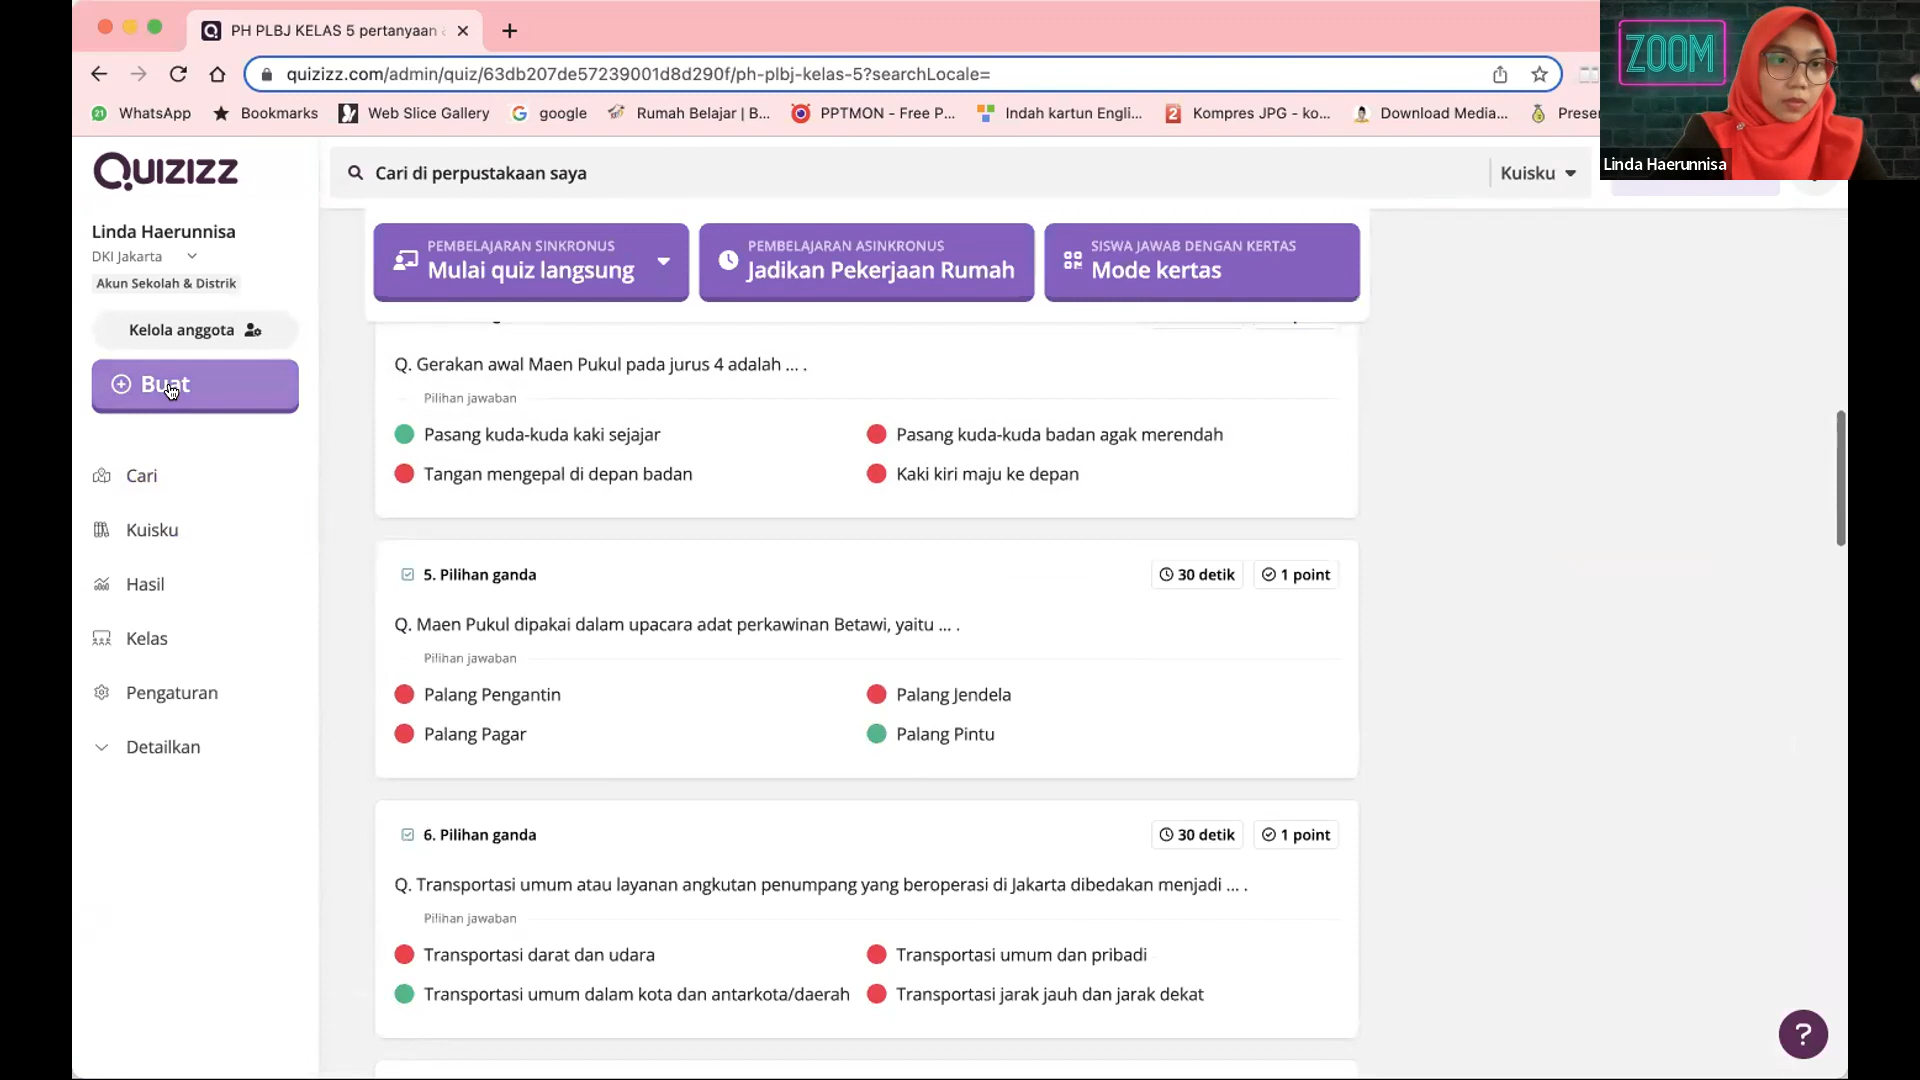 PH PLBJ KELAS 5 pertanyaan
quizizz.com/admin/quiz/63db207de57239001d8d290f/ph-plbj-kelas-5?searchLocale=
21 WhatsApp
Bookmarks
Web Slice Gallery
google
Rumah Belajar | B...
PPTMON - Free P...
Indah kartun Engli...
2 Kompres JPG - ko...
Download Media...
Presen
ZOOM
Linda Haerunnisa
QUIZIZZ
Cari di perpustakaan saya
Kuisku
Linda Haerunnisa
DKI Jakarta
Akun Sekolah & Distrik
Kelola anggota
Buat
Cari
Kuisku
Hasil
Kelas
Pengaturan
Detailkan
PEMBELAJARAN SINKRONUS
Mulai quiz langsung
PEMBELAJARAN ASINKRONUS
Jadikan Pekerjaan Rumah
SISWA JAWAB DENGAN KERTAS
Mode kertas
Q. Gerakan awal Maen Pukul pada jurus 4 adalah ... .
Pilihan jawaban
Pasang kuda-kuda kaki sejajar
Pasang kuda-kuda badan agak merendah
Tangan mengepal di depan badan
Kaki kiri maju ke depan
5. Pilihan ganda
30 detik
1 point
Q. Maen Pukul dipakai dalam upacara adat perkawinan Betawi, yaitu ... .
Pilihan jawaban
Palang Pengantin
Palang Jendela
Palang Pagar
Palang Pintu
6. Pilihan ganda
30 detik
1 point
Q. Transportasi umum atau layanan angkutan penumpang yang beroperasi di Jakarta dibedakan menjadi ... .
Pilihan jawaban
Transportasi darat dan udara
Transportasi umum dan pribadi
Transportasi umum dalam kota dan antarkota/daerah
Transportasi jarak jauh dan jarak dekat
?